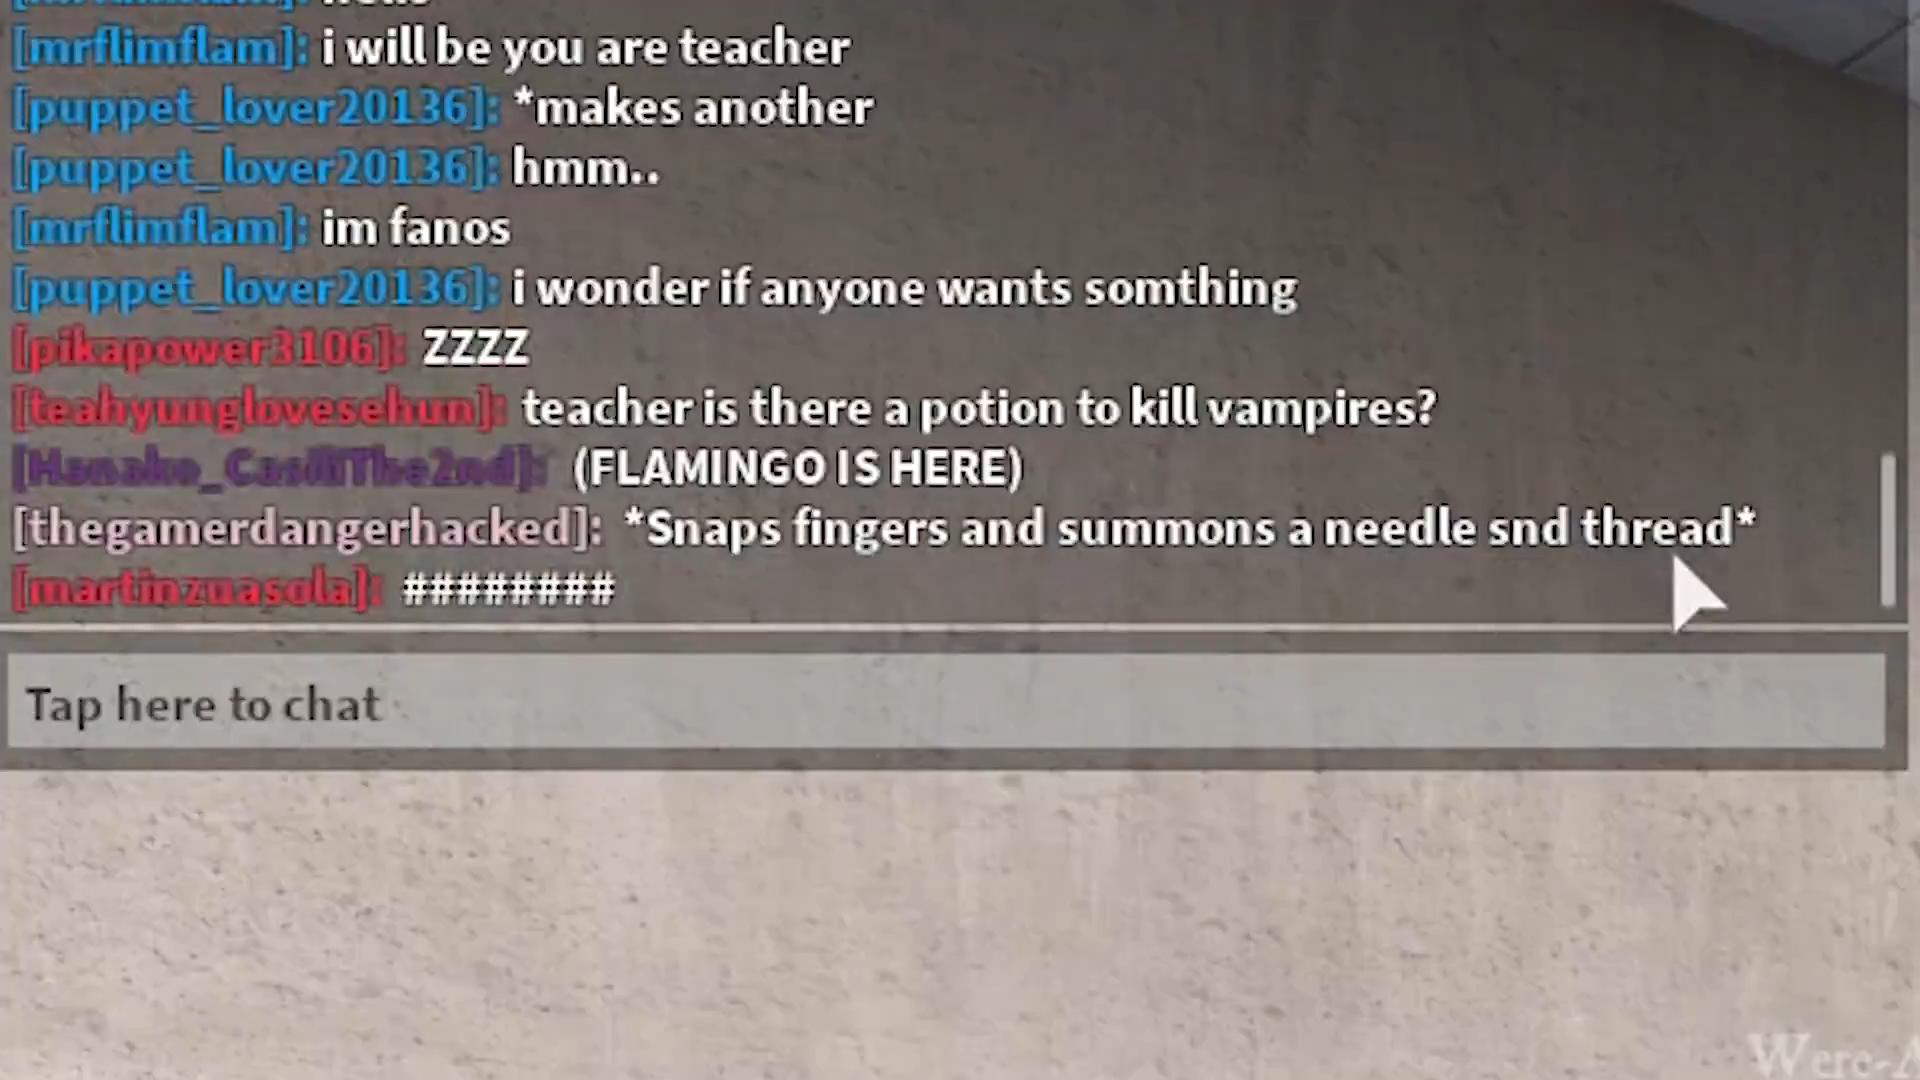 [mrflimflam]: i will be you are teacher
[puppet_lover20136]: *makes another
[puppet_lover20136]: hmm..
[mrflimflam]: im fanos
[puppet_lover20136]: i wonder if anyone wants somthing
[pikapower3106]: ZZZZ
[teahyunglovesehun]: teacher is there a potion to kill vampires?
(FLAMINGO IS HERE)
[thegamerdangerhacked]: *Snaps fingers and summons a needle snd thread*
[martinzuasola]: ########
Tap here to chat
Were-